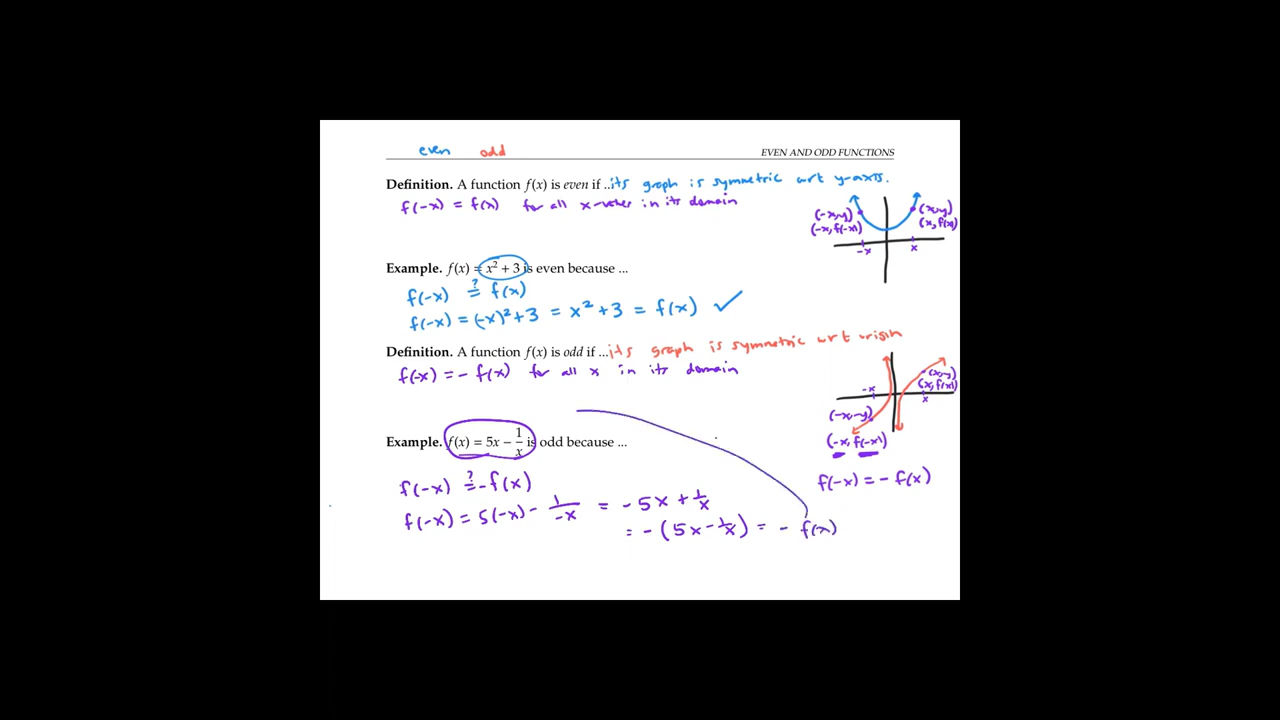 even odd EVEN AND ODD FUNCTIONS
Definition. A function f(x) is even if ...its graph is symmetric wrt y-axis.
f(-x) = f(x) for all x-values in its domain
(-x,y) (x,y)
(-x, f(-x)) (x, f(x))
-x x
Example. f(x) = x² + 3 is even because ...
f(-x) ?= f(x)
f(-x) = (-x)² + 3 = x² + 3 = f(x) ✓
Definition. A function f(x) is odd if ...its graph is symmetric wrt origin
f(-x) = - f(x) for all x in its domain
(x,y)
-x (x, f(x))
x
(-x,-y)
(-x, f(-x))
Example. f(x) = 5x − 1/x is odd because ...
f(-x) = - f(x)
f(-x) ?= - f(x)
f(-x) = 5(-x) - 1/-x = - 5x + 1/x
= - (5x - 1/x) = - f(x)